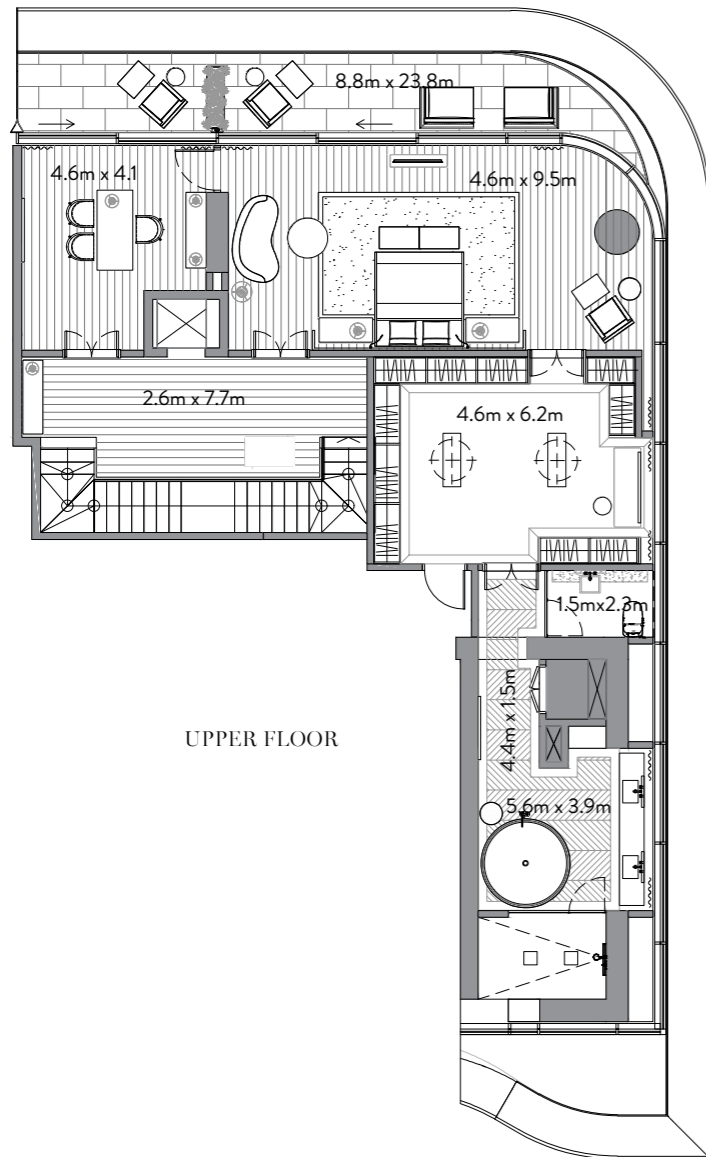 8.8m x 23.8m
4.6m x 4.1
4.6m x 9.5m
2.6m x 7.7m
4.6m x 6.2m
1.5mx2.3m
4.4m x 1.5m
UPPER FLOOR
5.6m x 3.9m